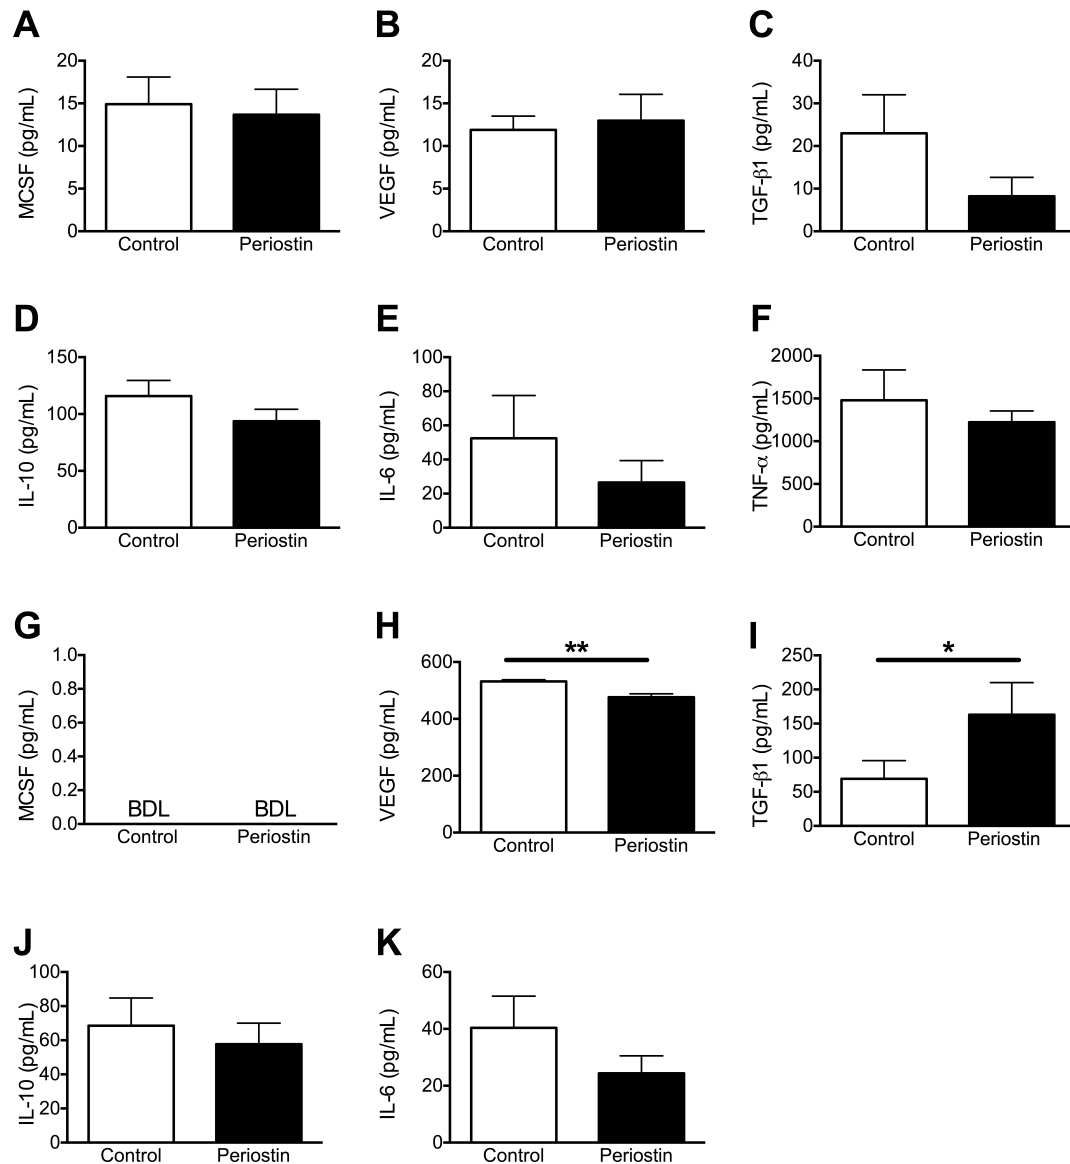 A
MCSF (pg/mL)
20
15
10
5
0
Control Periostin
B
VEGF (pg/mL)
20
15
10
5
0
Control Periostin
C
TGF-β1 (pg/mL)
40
30
20
10
0
Control Periostin
D
IL-10 (pg/mL)
150
100
50
0
Control Periostin
E
IL-6 (pg/mL)
100
80
60
40
20
0
Control Periostin
F
TNF-α (pg/mL)
2000
1500
1000
500
0
Control Periostin
G
MCSF (pg/mL)
1.0
0.8
0.6
0.4
0.2
0.0
BDL BDL
Control Periostin
H
VEGF (pg/mL)
600
400
200
0
**
Control Periostin
I
TGF-β1 (pg/mL)
250
200
150
100
50
0
*
Control Periostin
J
IL-10 (pg/mL)
100
80
60
40
20
0
Control Periostin
K
IL-6 (pg/mL)
60
40
20
0
Control Periostin